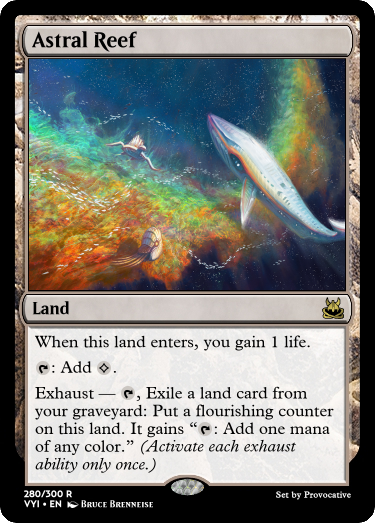 Astral Reef
Land
When this land enters, you gain 1 life.
: Add .
Exhaust — , Exile a land card from
your graveyard: Put a flourishing counter
on this land. It gains “: Add one mana
of any color.” (Activate each exhaust
ability only once.)
280/300 R
VYI • EN Bruce Brenneise
Set by Provocative